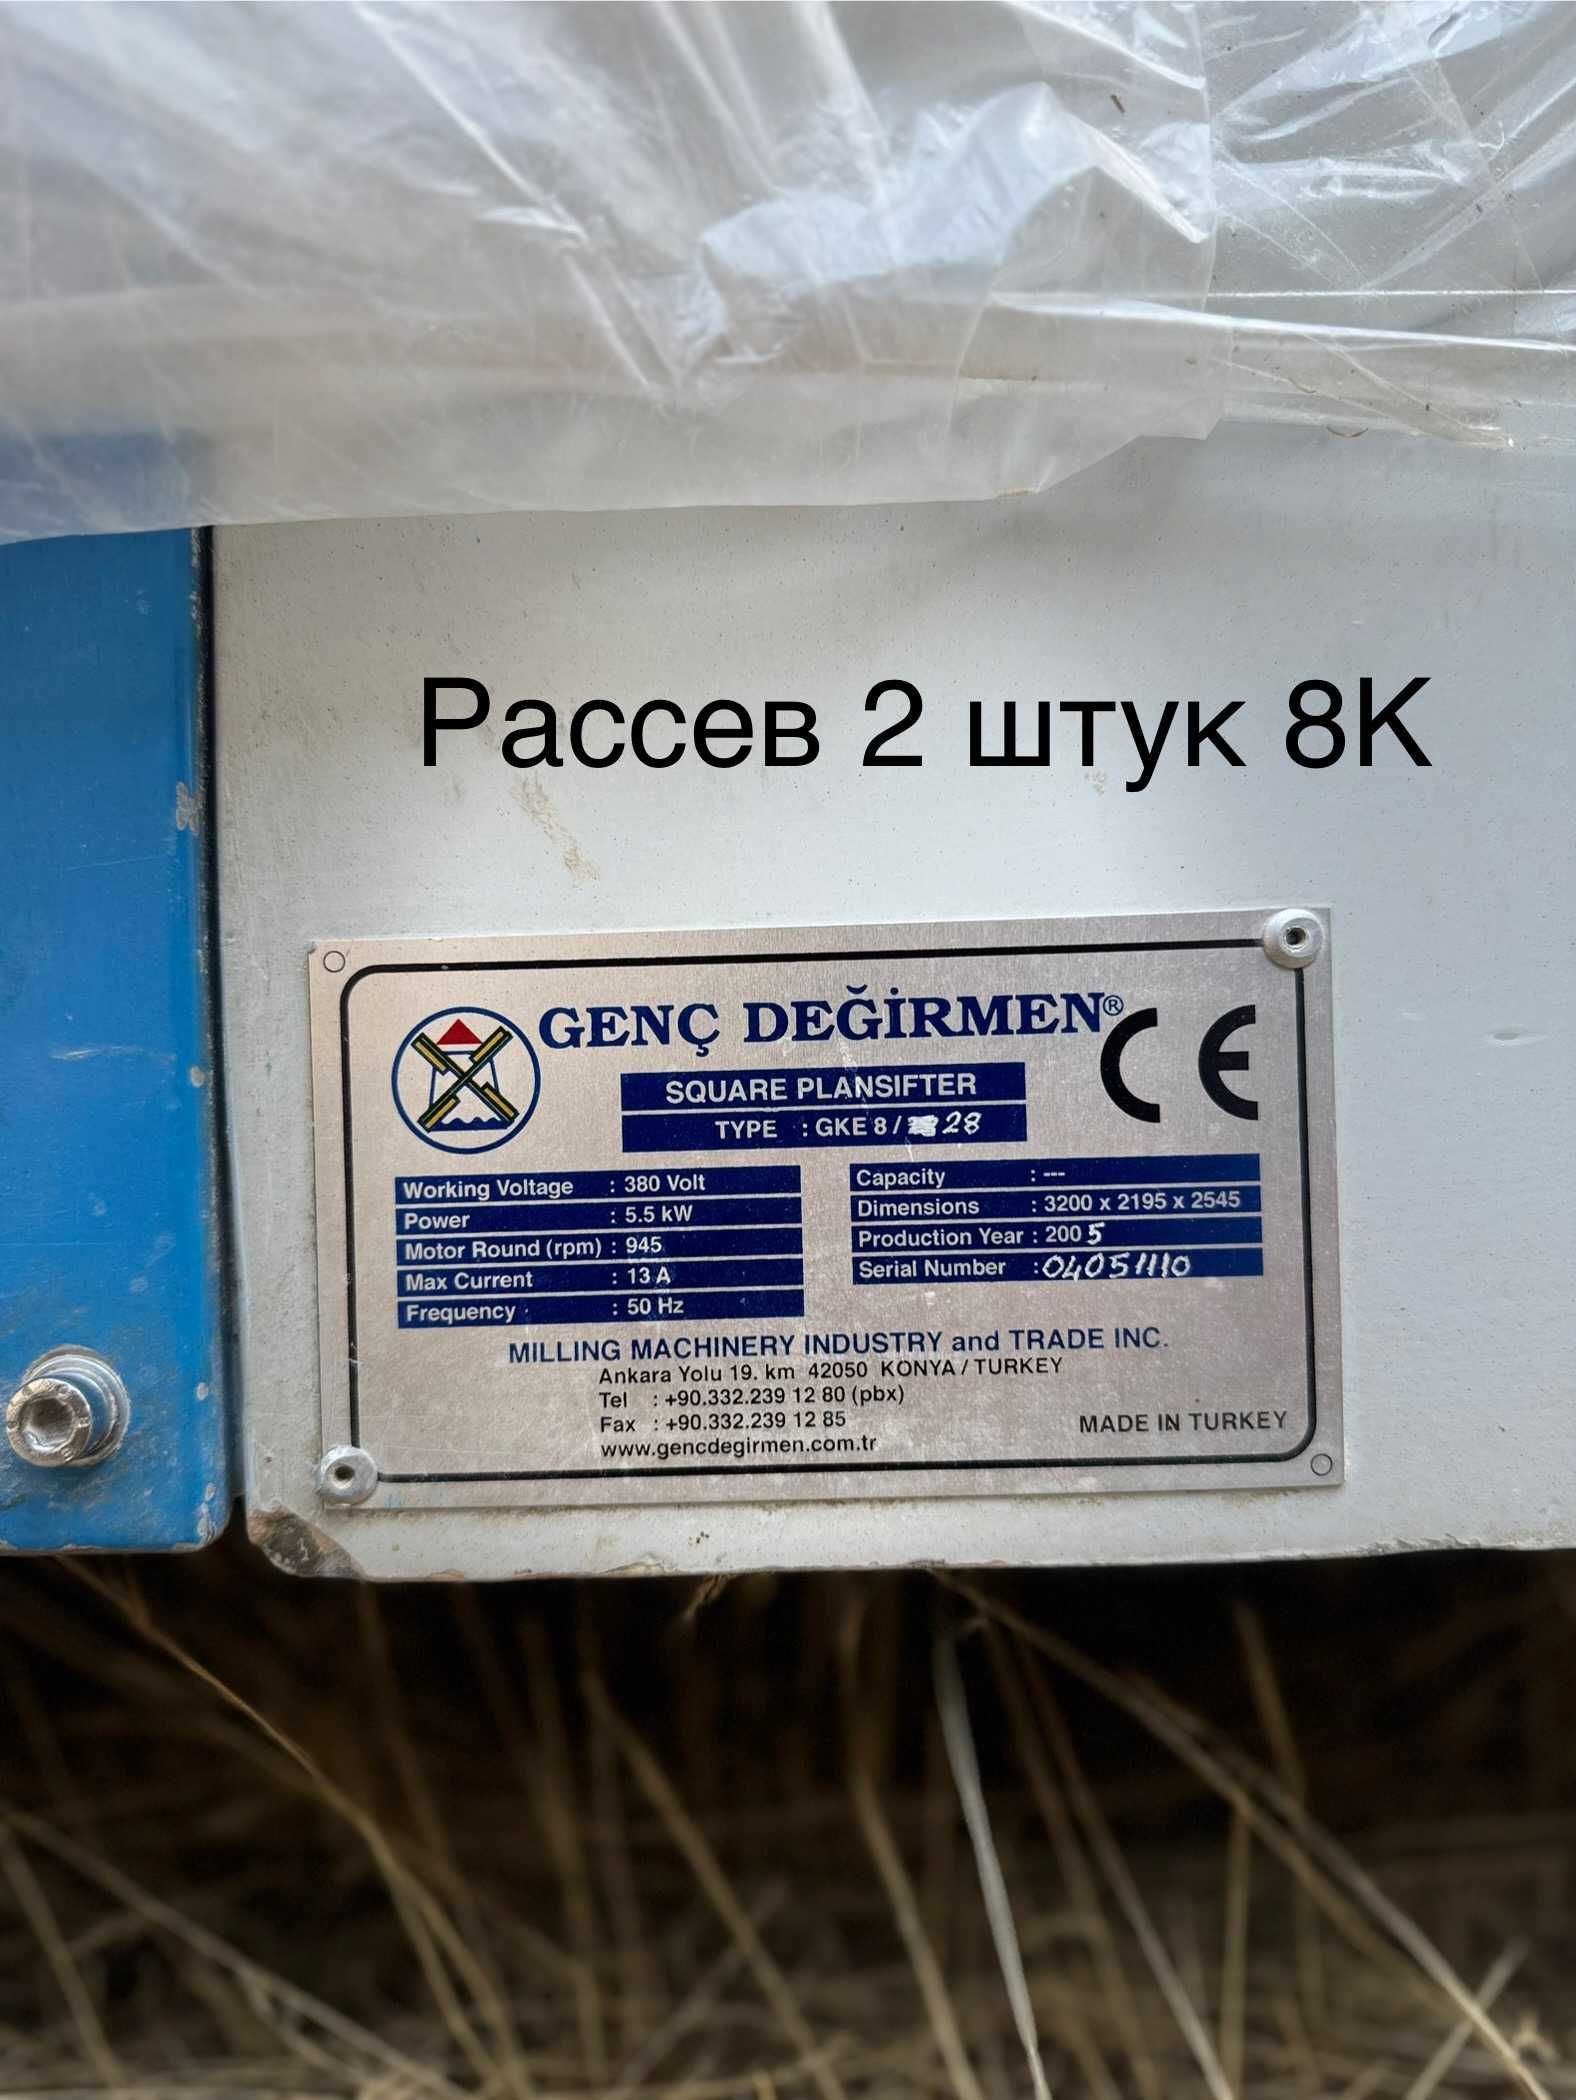 Рассев 2 штук 8К
GENÇ DEĞİRMEN®
CE
SQUARE PLANSIFTER
TYPE : GKE 8 / 28
Working Voltage : 380 Volt
Power : 5.5 kW
Motor Round (rpm) : 945
Max Current : 13 A
Frequency : 50 Hz
Capacity : ---
Dimensions : 3200 x 2195 x 2545
Production Year : 2005
Serial Number : 04051110
MILLING MACHINERY INDUSTRY and TRADE INC.
Ankara Yolu 19. km 42050 KONYA / TURKEY
Tel : +90.332.239 12 80 (pbx)
Fax : +90.332.239 12 85
www.gencdegirmen.com.tr
MADE IN TURKEY